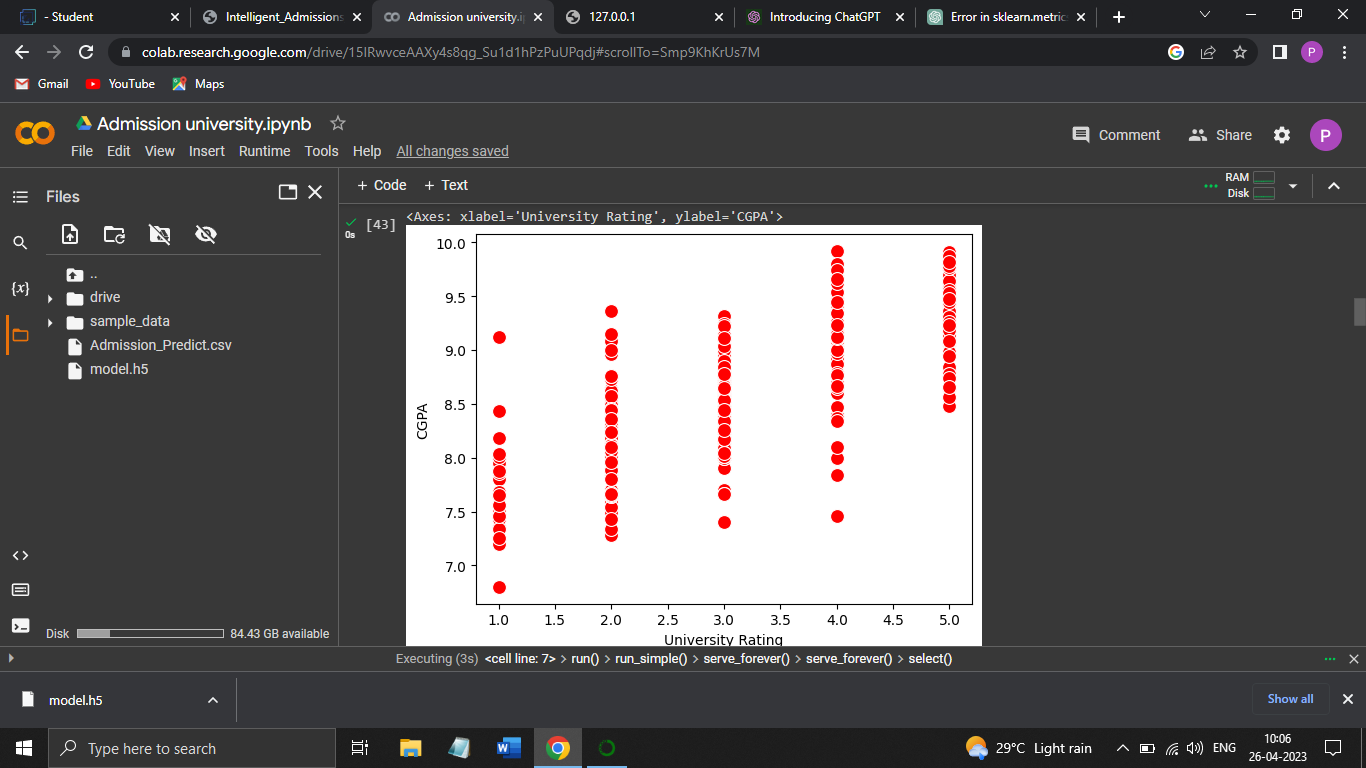 - Student
Intelligent_Admissions
Admission university.i
127.0.0.1
Introducing ChatGPT
Error in sklearn.metric
colab.research.google.com/drive/15IRwvceAAXy4s8qg_Su1d1hPzPuUPqdj#scrollTo=Smp9KhKrUs7M
P
Gmail
YouTube
Maps
Admission university.ipynb
File Edit View Insert Runtime Tools Help All changes saved
Comment
Share
P
Files
+ Code + Text
RAM
Disk
{x}
..
drive
sample_data
Admission_Predict.csv
model.h5
Disk
84.43 GB available
0s
[43]
<Axes: xlabel='University Rating', ylabel='CGPA'>
10.0
9.5
9.0
8.5
8.0
7.5
7.0
CGPA
1.0 1.5 2.0 2.5 3.0 3.5 4.0 4.5 5.0
University Rating
Executing (3s) <cell line: 7> > run() > run_simple() > serve_forever() > serve_forever() > select()
model.h5
Show all
Type here to search
29°C Light rain
ENG
10:06
26-04-2023